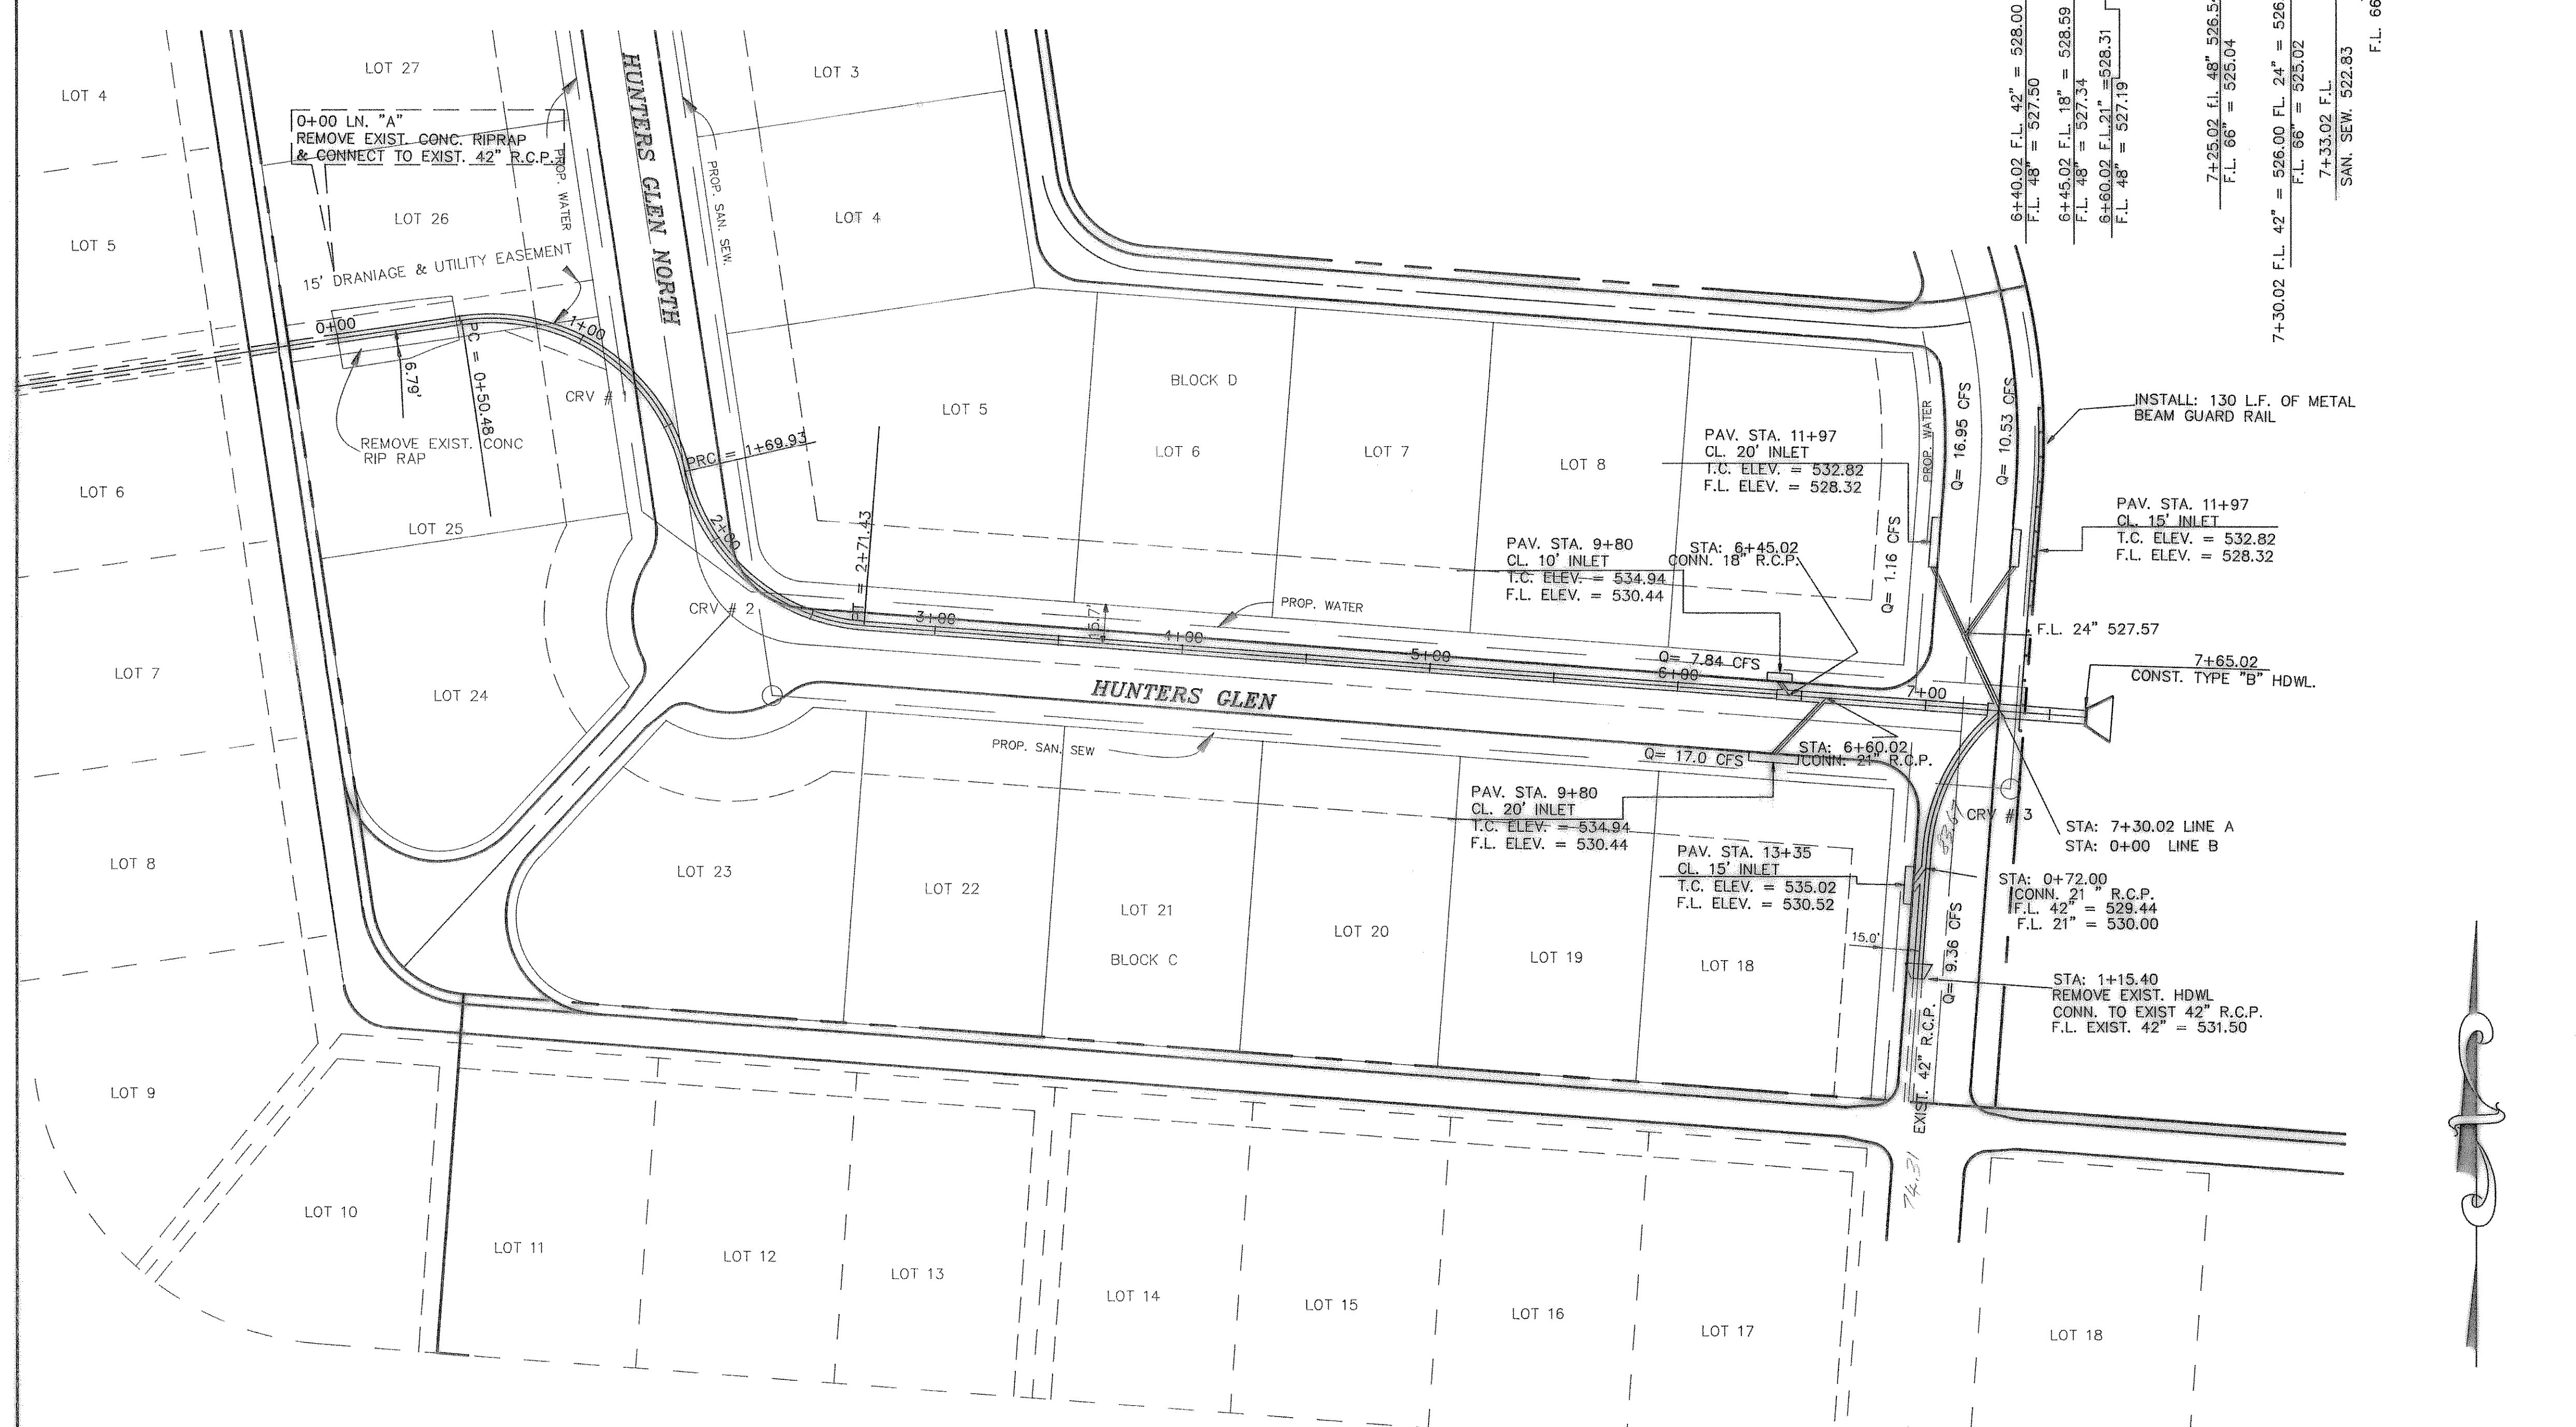 6+40.02 F.L. 42" = 528.00
F.L. 48" = 527.50
6+45.02 F.L. 18" = 528.59
F.L. 48" = 527.34
6+60.02 F.L.21" =528.31
F.L. 48" = 527.19
7+25.02 f.l. 48" 526.54
F.L. 66" = 525.04
7+30.02 F.L. 42" = 526.00 FL. 24" = 526.
F.L. 66" = 525.02
7+33.02 F.L.
SAN. SEW. 522.83
F.L. 66
LOT 4
LOT 27
HUNTERS GLEN NORTH
LOT 3
0+00 LN. "A"
REMOVE EXIST. CONC. RIPRAP
& CONNECT TO EXIST. 42" R.C.P.
PROP. WATER
PROP. SAN. SEW.
LOT 26
LOT 4
LOT 5
15' DRANIAGE & UTILITY EASEMENT
0+00
1+00
6.79'
PC = 0+50.48
CRV # 1
REMOVE EXIST. CONC
RIP RAP
PRC = 1+69.93
LOT 6
LOT 25
2+00
PT = 2+71.43
BLOCK D
LOT 5
LOT 6
LOT 7
LOT 8
PAV. STA. 11+97
CL. 20' INLET
T.C. ELEV. = 532.82
F.L. ELEV. = 528.32
PROP. WATER
Q= 16.95 CFS
Q= 10.53 CFS
Q= 1.16 CFS
INSTALL: 130 L.F. OF METAL
BEAM GUARD RAIL
PAV. STA. 11+97
CL. 15' INLET
T.C. ELEV. = 532.82
F.L. ELEV. = 528.32
PAV. STA. 9+80
CL. 10' INLET
T.C. ELEV. = 534.94
F.L. ELEV. = 530.44
STA: 6+45.02
CONN. 18" R.C.P.
CRV # 2
3+00
15.7'
PROP. WATER
4+00
5+00
Q= 7.84 CFS
6+00
7+00
F.L. 24" 527.57
7+65.02
CONST. TYPE "B" HDWL.
LOT 7
LOT 24
HUNTERS GLEN
PROP. SAN. SEW
Q= 17.0 CFS
STA: 6+60.02
CONN: 21" R.C.P.
PAV. STA. 9+80
CL. 20' INLET
T.C. ELEV. = 534.94
F.L. ELEV. = 530.44
CRV # 3
83.67
STA: 7+30.02 LINE A
STA: 0+00 LINE B
LOT 8
LOT 23
LOT 22
LOT 21
BLOCK C
LOT 20
LOT 19
LOT 18
PAV. STA. 13+35
CL. 15' INLET
T.C. ELEV. = 535.02
F.L. ELEV. = 530.52
STA: 0+72.00
CONN. 21 " R.C.P.
F.L. 42" = 529.44
F.L. 21" = 530.00
15.0'
Q= 9.36 CFS
STA: 1+15.40
REMOVE EXIST. HDWL
CONN. TO EXIST 42" R.C.P.
F.L. EXIST. 42" = 531.50
EXIST. 42" R.C.P.
74.31
LOT 9
LOT 10
LOT 11
LOT 12
LOT 13
LOT 14
LOT 15
LOT 16
LOT 17
LOT 18